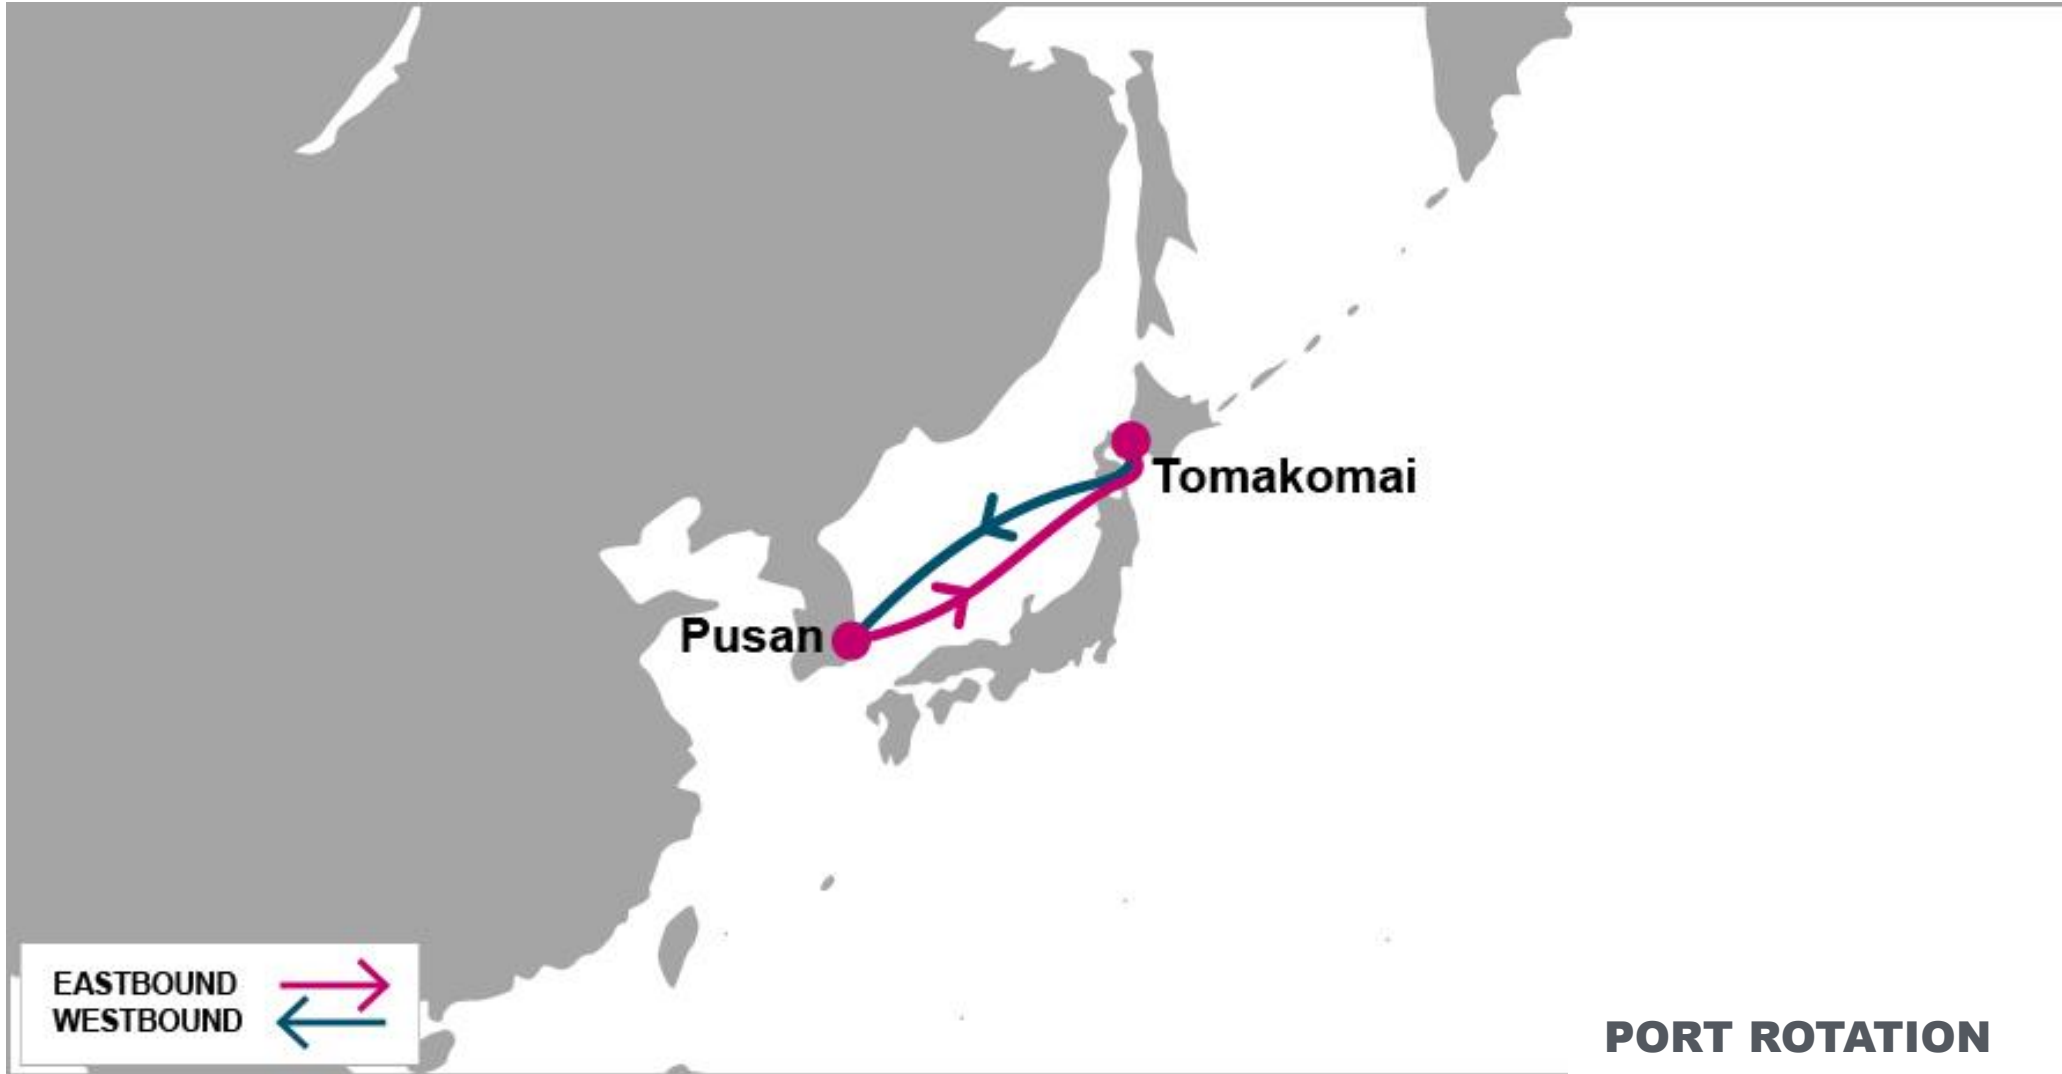 Tomakomai
Pusan
EASTBOUND
WESTBOUND
PORT ROTATION